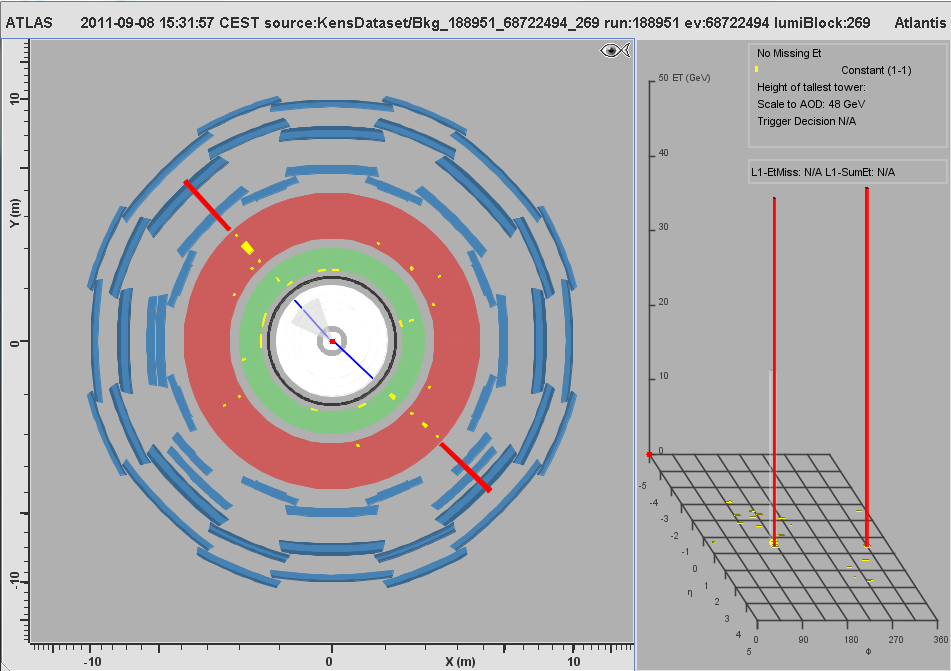 ATLAS 2011-09-08 15:31:57 CEST source:KensDataset/Bkg_188951_68722494_269 run:188951 ev:68722494 lumiBlock:269 Atlantis
10
Y (m)
0
-10
-10 0 X (m) 10
No Missing Et
Constant (1-1)
Height of tallest tower:
Scale to AOD: 48 GeV
Trigger Decision N/A
L1-EtMiss: N/A L1-SumEt: N/A
50 ET (GeV)
40
30
20
10
0
-5
-4
-3
-2
-1
0
1
2
3
4
5
η
0 90 180 270 360
Φ